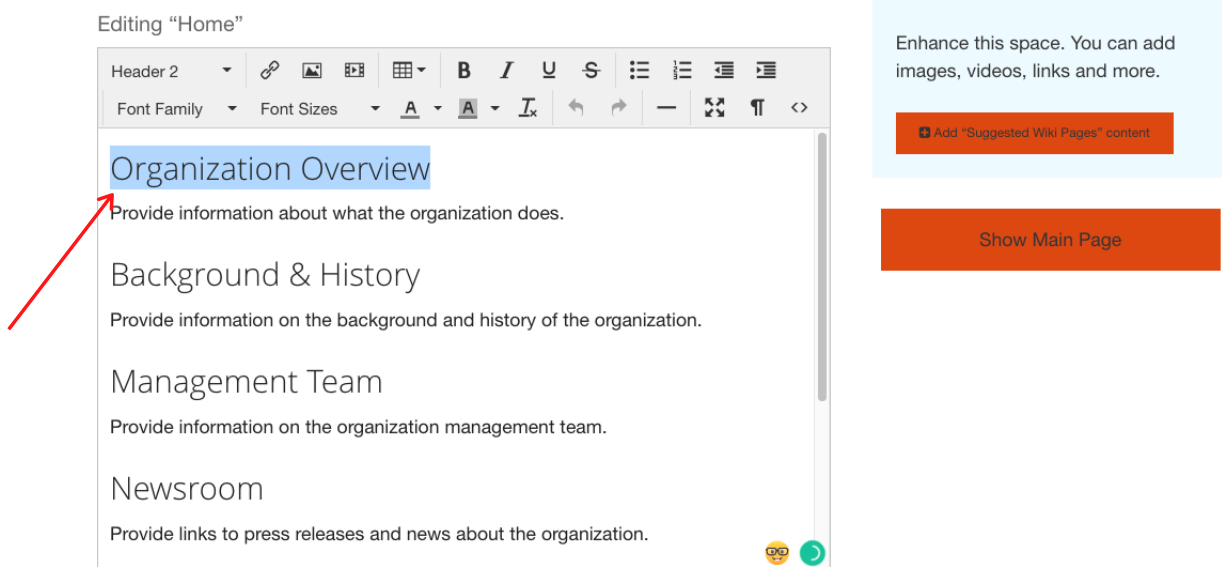 Editing “Home”
Header 2
B I U S
Font Family Font Sizes A A Tx ¶ <>
Organization Overview
Provide information about what the organization does.
Background & History
Provide information on the background and history of the organization.
Management Team
Provide information on the organization management team.
Newsroom
Provide links to press releases and news about the organization.
Enhance this space. You can add
images, videos, links and more.
Add “Suggested Wiki Pages” content
Show Main Page